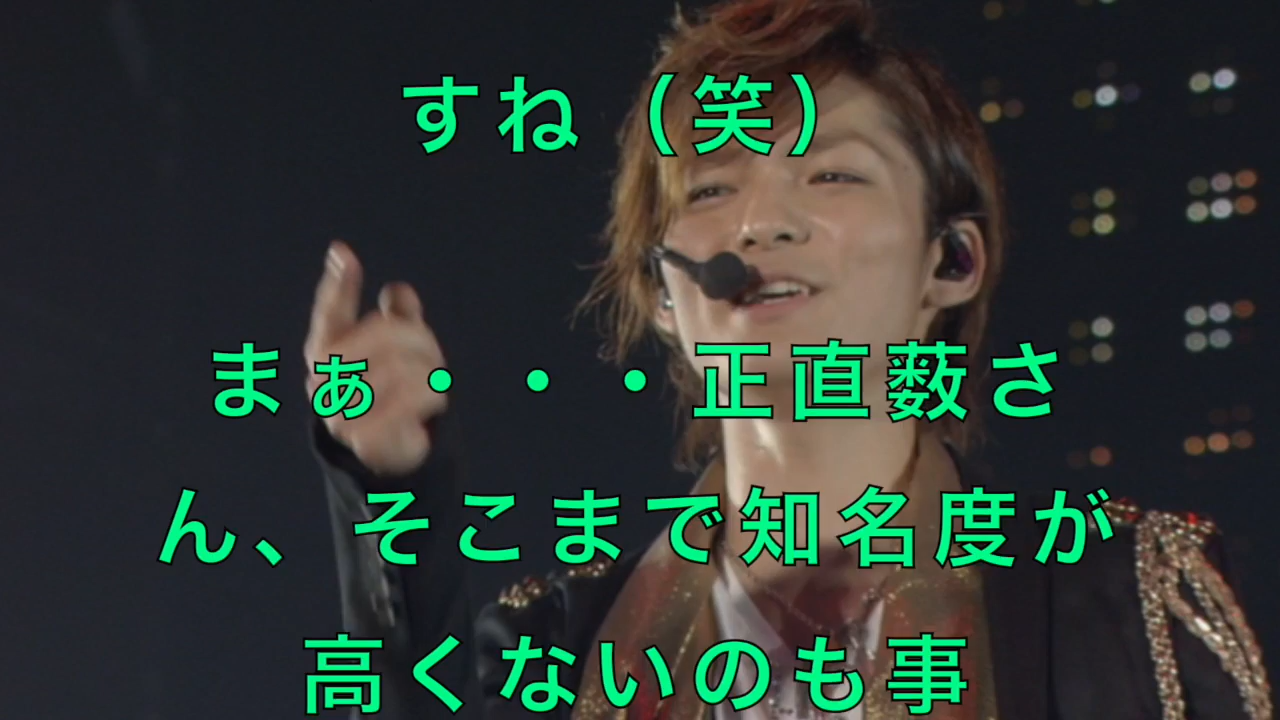 すね（笑）
まぁ・・・正直薮さ
ん、そこまで知名度が
高くないのも事